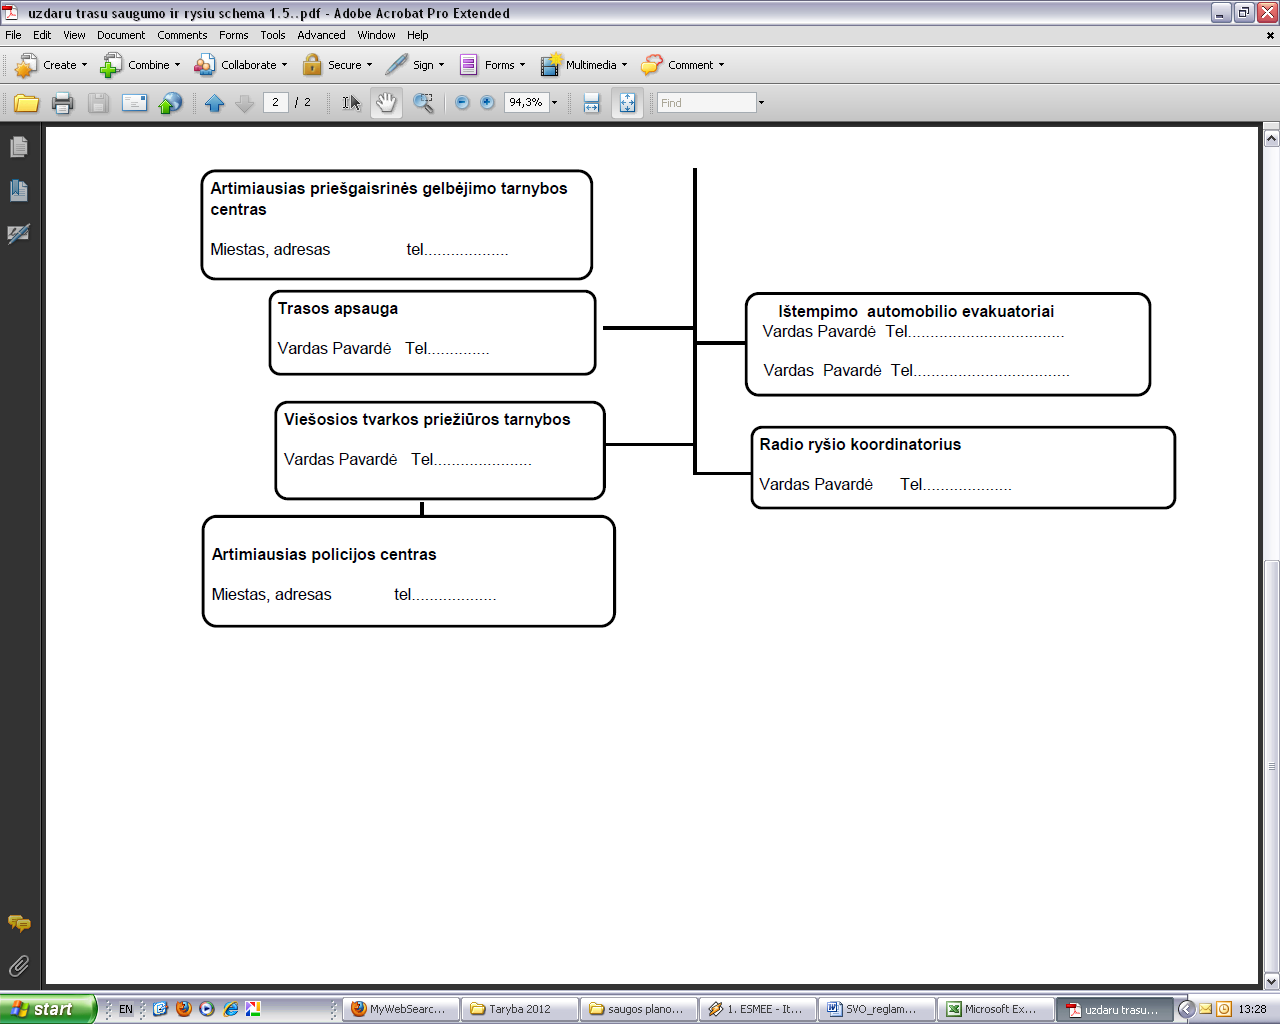 uzdaru trasu saugumo ir rysiu schema 1.5..pdf - Adobe Acrobat Pro Extended
File Edit View Document Comments Forms Tools Advanced Window Help
Create Combine Collaborate Secure Sign Forms Multimedia Comment
2 / 2 94,3% Find
Artimiausias priešgaisrinės gelbėjimo tarnybos
centras
Miestas, adresas tel...................
Trasos apsauga
Vardas Pavardė Tel..............
Ištempimo automobilio evakuatoriai
Vardas Pavardė Tel...................................
Vardas Pavardė Tel...................................
Viešosios tvarkos priežiūros tarnybos
Vardas Pavardė Tel......................
Radio ryšio koordinatorius
Vardas Pavardė Tel....................
Artimiausias policijos centras
Miestas, adresas tel...................
start EN MyWebSearc... Taryba 2012 saugos plano... 1. ESMEE - It... SVO_reglam... Microsoft Ex... uzdaru trasu... 13:28